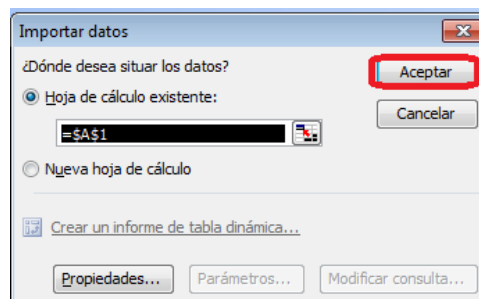 Importar datos
¿Dónde desea situar los datos?
Aceptar
Hoja de cálculo existente:
Cancelar
=$A$1
Nueva hoja de cálculo
Crear un informe de tabla dinámica...
Propiedades... Parámetros... Modificar consulta...